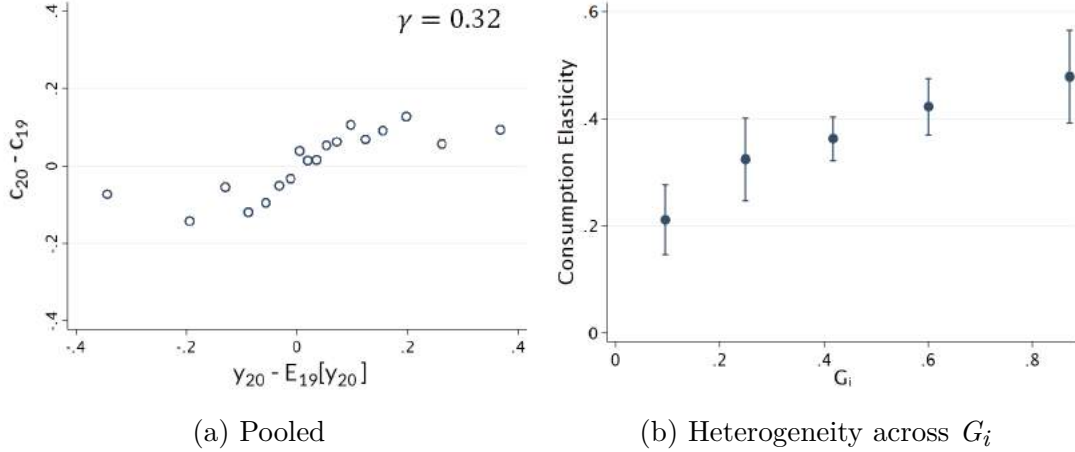 γ = 0.32
c20 - c19
.4
.2
0
-.2
-.4
-.4
-.2
0
.2
.4
y20 - E19[y20]
(a) Pooled
Consumption Elasticity
.6
.4
.2
0
0
.2
.4
.6
.8
Gi
(b) Heterogeneity across Gi